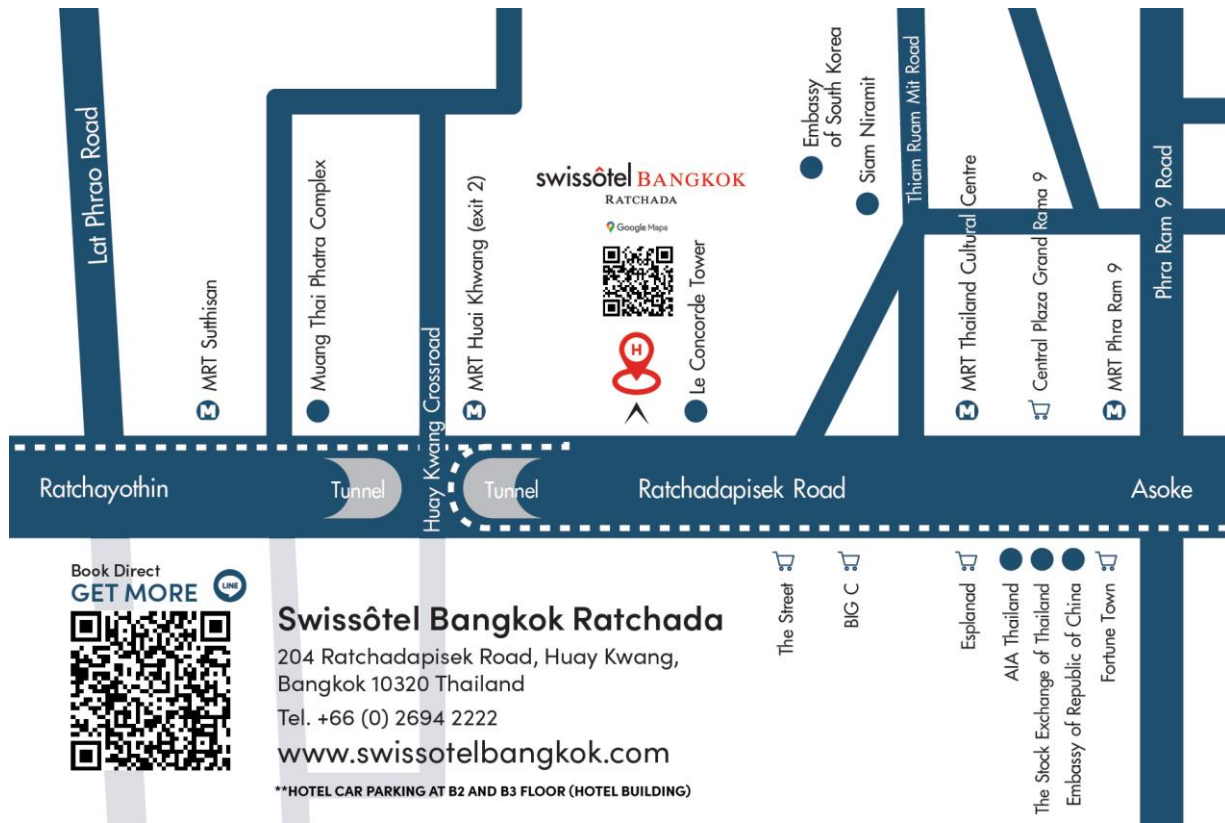 Lat Phrao Road
MRT Sutthisan
Muang Thai Phatra Complex
Huay Kwang Crossroad
MRT Huai Khwang (exit 2)
swissôtel BANGKOK
RATCHADA
Google Maps
H
Le Concorde Tower
Embassy
of South Korea
Siam Niramit
Thiam Ruam Mit Road
MRT Thailand Cultural Centre
Central Plaza Grand Rama 9
MRT Phra Ram 9
Phra Ram 9 Road
M
M
M
M
Ratchayothin
Tunnel
Tunnel
Ratchadapisek Road
Asoke
The Street
BIG C
Esplanad
AIA Thailand
The Stock Exchange of Thailand
Embassy of Republic of China
Fortune Town
Book Direct
GET MORE
LINE
Swissôtel Bangkok Ratchada
204 Ratchadapisek Road, Huay Kwang,
Bangkok 10320 Thailand
Tel. +66 (0) 2694 2222
www.swissotelbangkok.com
**HOTEL CAR PARKING AT B2 AND B3 FLOOR (HOTEL BUILDING)